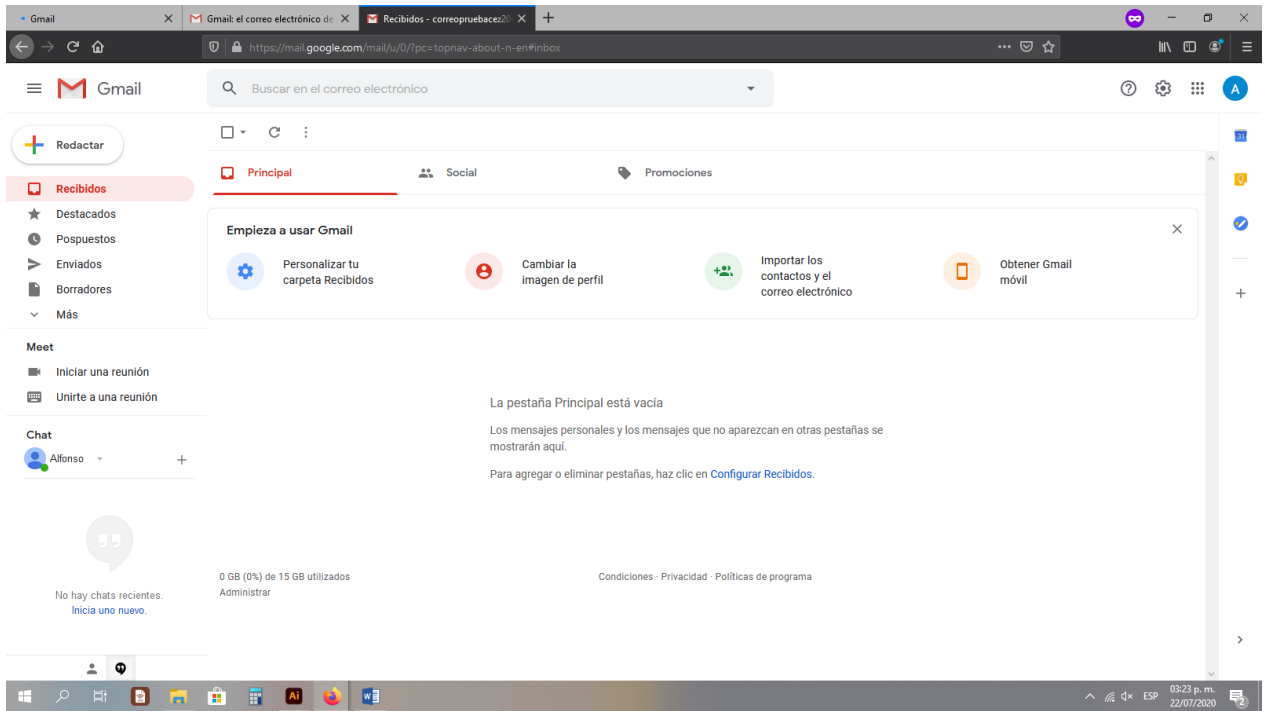 Gmail
Gmail: el correo electrónico de
Recibidos - correopruebacez20
https://mail.google.com/mail/u/0/?pc=topnav-about-n-en#inbox
Gmail
Buscar en el correo electrónico
A
Redactar
31
Principal
Social
Promociones
Recibidos
Destacados
Pospuestos
Enviados
Borradores
Más
Empieza a usar Gmail
Personalizar tu
carpeta Recibidos
Cambiar la
imagen de perfil
Importar los
contactos y el
correo electrónico
Obtener Gmail
móvil
Meet
Iniciar una reunión
Unirte a una reunión
La pestaña Principal está vacía
Los mensajes personales y los mensajes que no aparezcan en otras pestañas se
mostrarán aquí.
Para agregar o eliminar pestañas, haz clic en Configurar Recibidos.
Chat
Alfonso
No hay chats recientes.
Inicia uno nuevo.
0 GB (0%) de 15 GB utilizados
Administrar
Condiciones · Privacidad · Políticas de programa
Ai
W
ESP
03:23 p. m.
22/07/2020
2